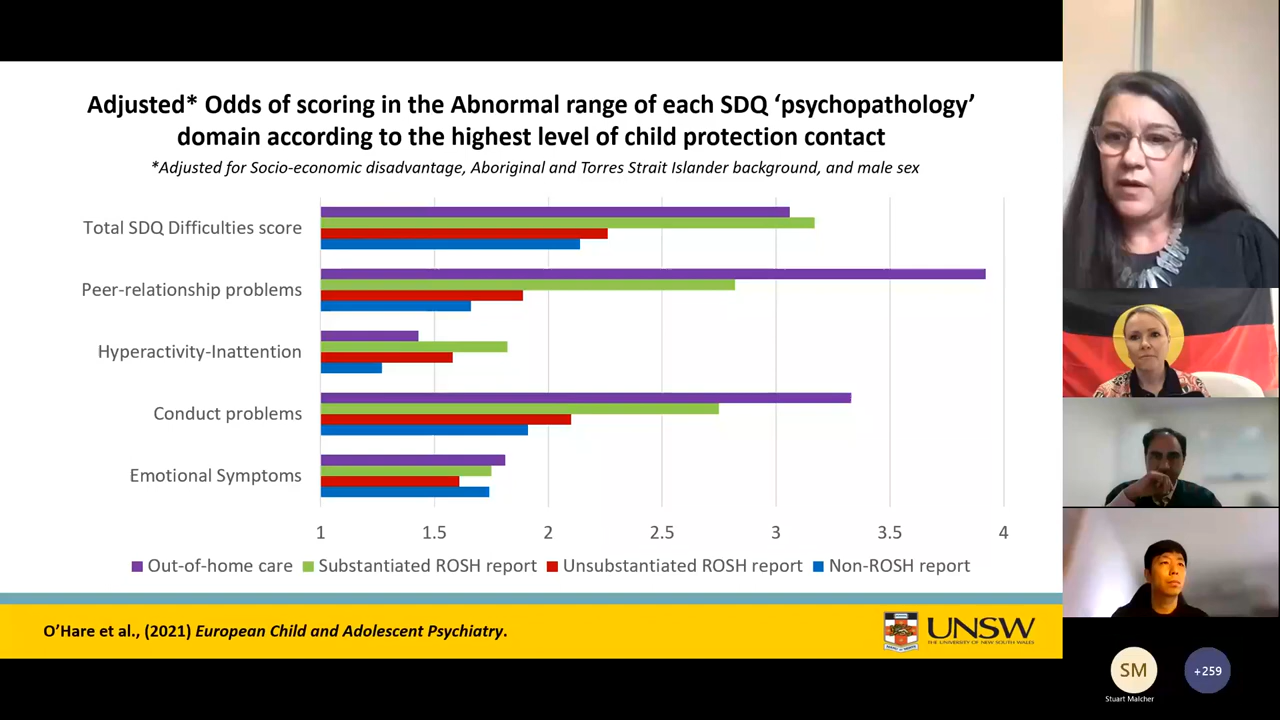 Adjusted* Odds of scoring in the Abnormal range of each SDQ ‘psychopathology’
domain according to the highest level of child protection contact
*Adjusted for Socio-economic disadvantage, Aboriginal and Torres Strait Islander background, and male sex
Total SDQ Difficulties score
Peer-relationship problems
Hyperactivity-Inattention
Conduct problems
Emotional Symptoms
1 1.5 2 2.5 3 3.5 4
Out-of-home care Substantiated ROSH report Unsubstantiated ROSH report Non-ROSH report
O’Hare et al., (2021) European Child and Adolescent Psychiatry.
UNSW
THE UNIVERSITY OF NEW SOUTH WALES
SM
+259
Stuart Malcher